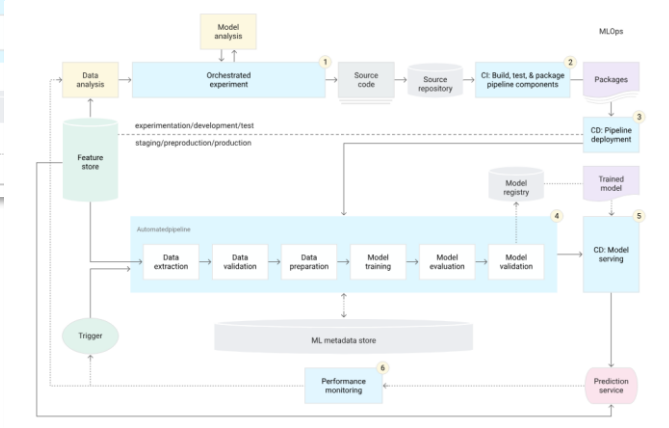 MLOps
Model
analysis
Data
analysis
1
Orchestrated
experiment
Source
code
Source
repository
2
CI: Build, test, & package
pipeline components
Packages
3
CD: Pipeline
deployment
experimentation/development/test
staging/preproduction/production
Feature
store
Model
registry
Trained
model
4
Automatedpipeline
Data
extraction
Data
validation
Data
preparation
Model
training
Model
evaluation
Model
validation
5
CD: Model
serving
ML metadata store
Trigger
6
Performance
monitoring
Prediction
service